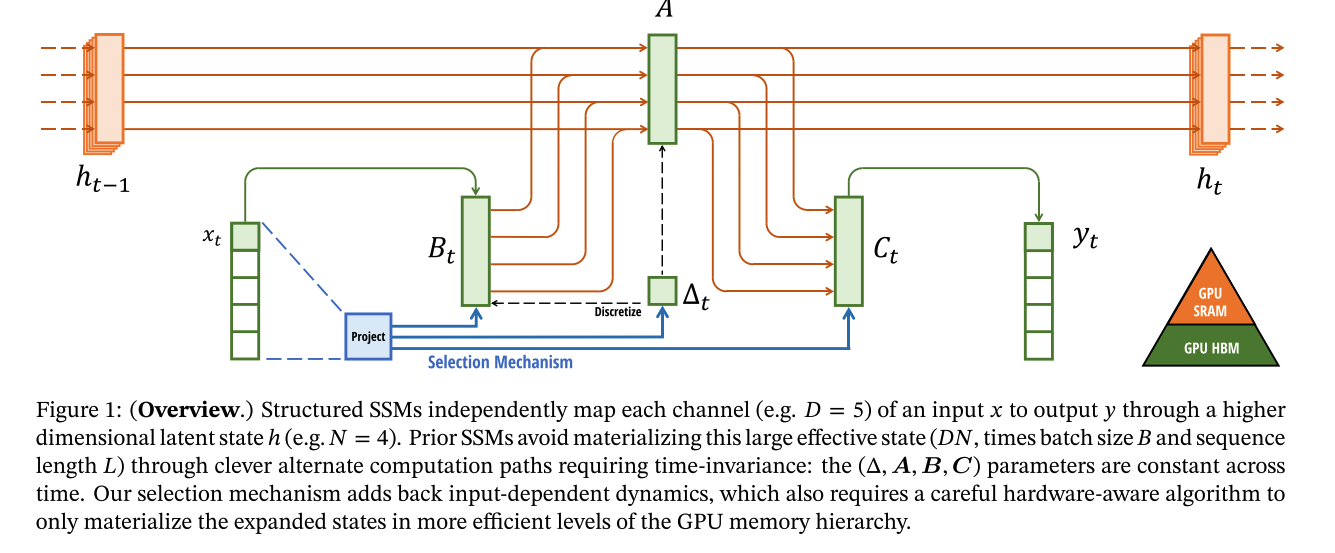 A
h_{t−1}
h_t
x_t
B_t
C_t
y_t
Δ_t
GPU
SRAM
Discretize
Project
GPU HBM
Selection Mechanism
Figure 1: (Overview.) Structured SSMs independently map each channel (e.g. D = 5) of an input x to output y through a higher
dimensional latent state h (e.g. N = 4). Prior SSMs avoid materializing this large effective state (DN, times batch size B and sequence
length L) through clever alternate computation paths requiring time-invariance: the (Δ, A, B, C) parameters are constant across
time. Our selection mechanism adds back input-dependent dynamics, which also requires a careful hardware-aware algorithm to
only materialize the expanded states in more efficient levels of the GPU memory hierarchy.